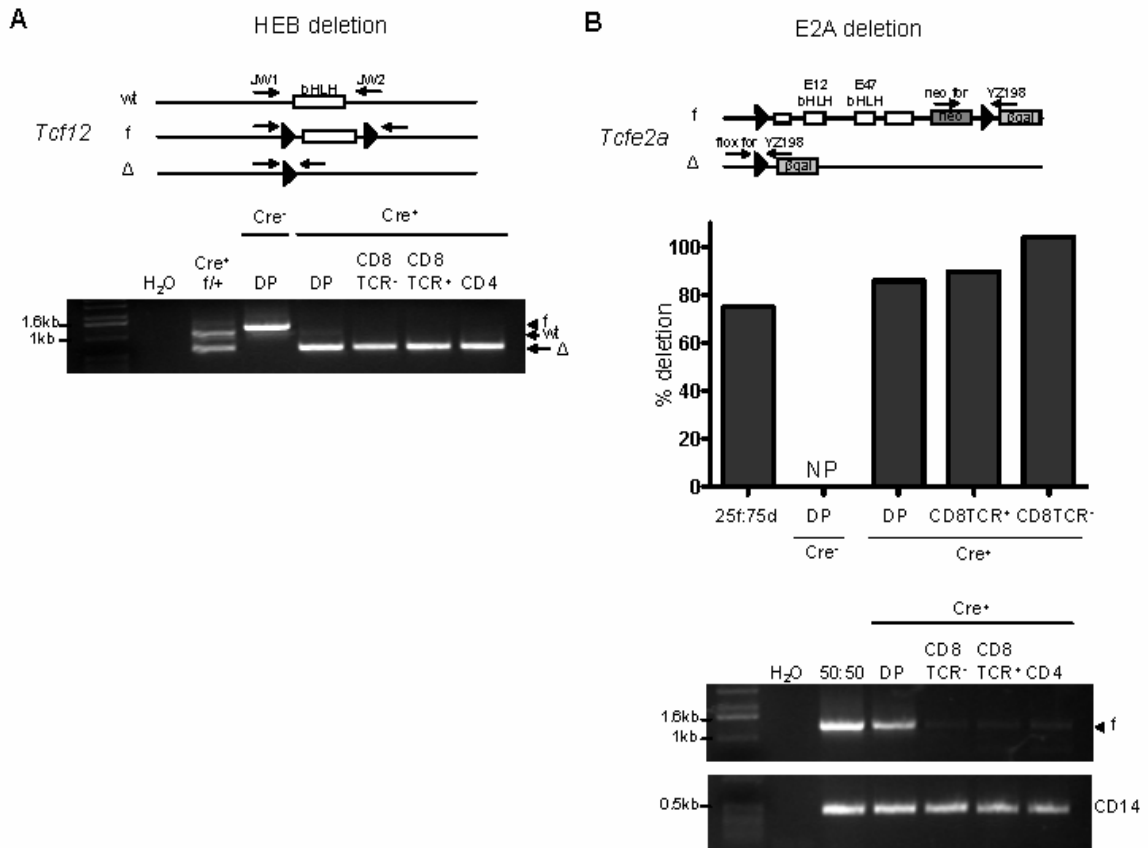 A
HEB deletion
JW1
bHLH
JW2
wt
Tcf12
f
Δ
Cre⁻
Cre⁺
H₂O
Cre⁺ f/+
DP
DP
CD8 TCR⁻
CD8 TCR⁺
CD4
1.6kb
1kb
f
wt
Δ
B
E2A deletion
E12 bHLH
E47 bHLH
neo for
YZ198
f
neo
βgal
Tcfe2a
flox for
YZ198
Δ
βgal
% deletion
100
80
60
40
20
0
NP
25f:75d
DP
DP
CD8TCR⁺
CD8TCR⁻
Cre⁻
Cre⁺
Cre⁺
H₂O
50:50
DP
CD8 TCR⁻
CD8 TCR⁺
CD4
1.6kb
1kb
f
0.5kb
CD14